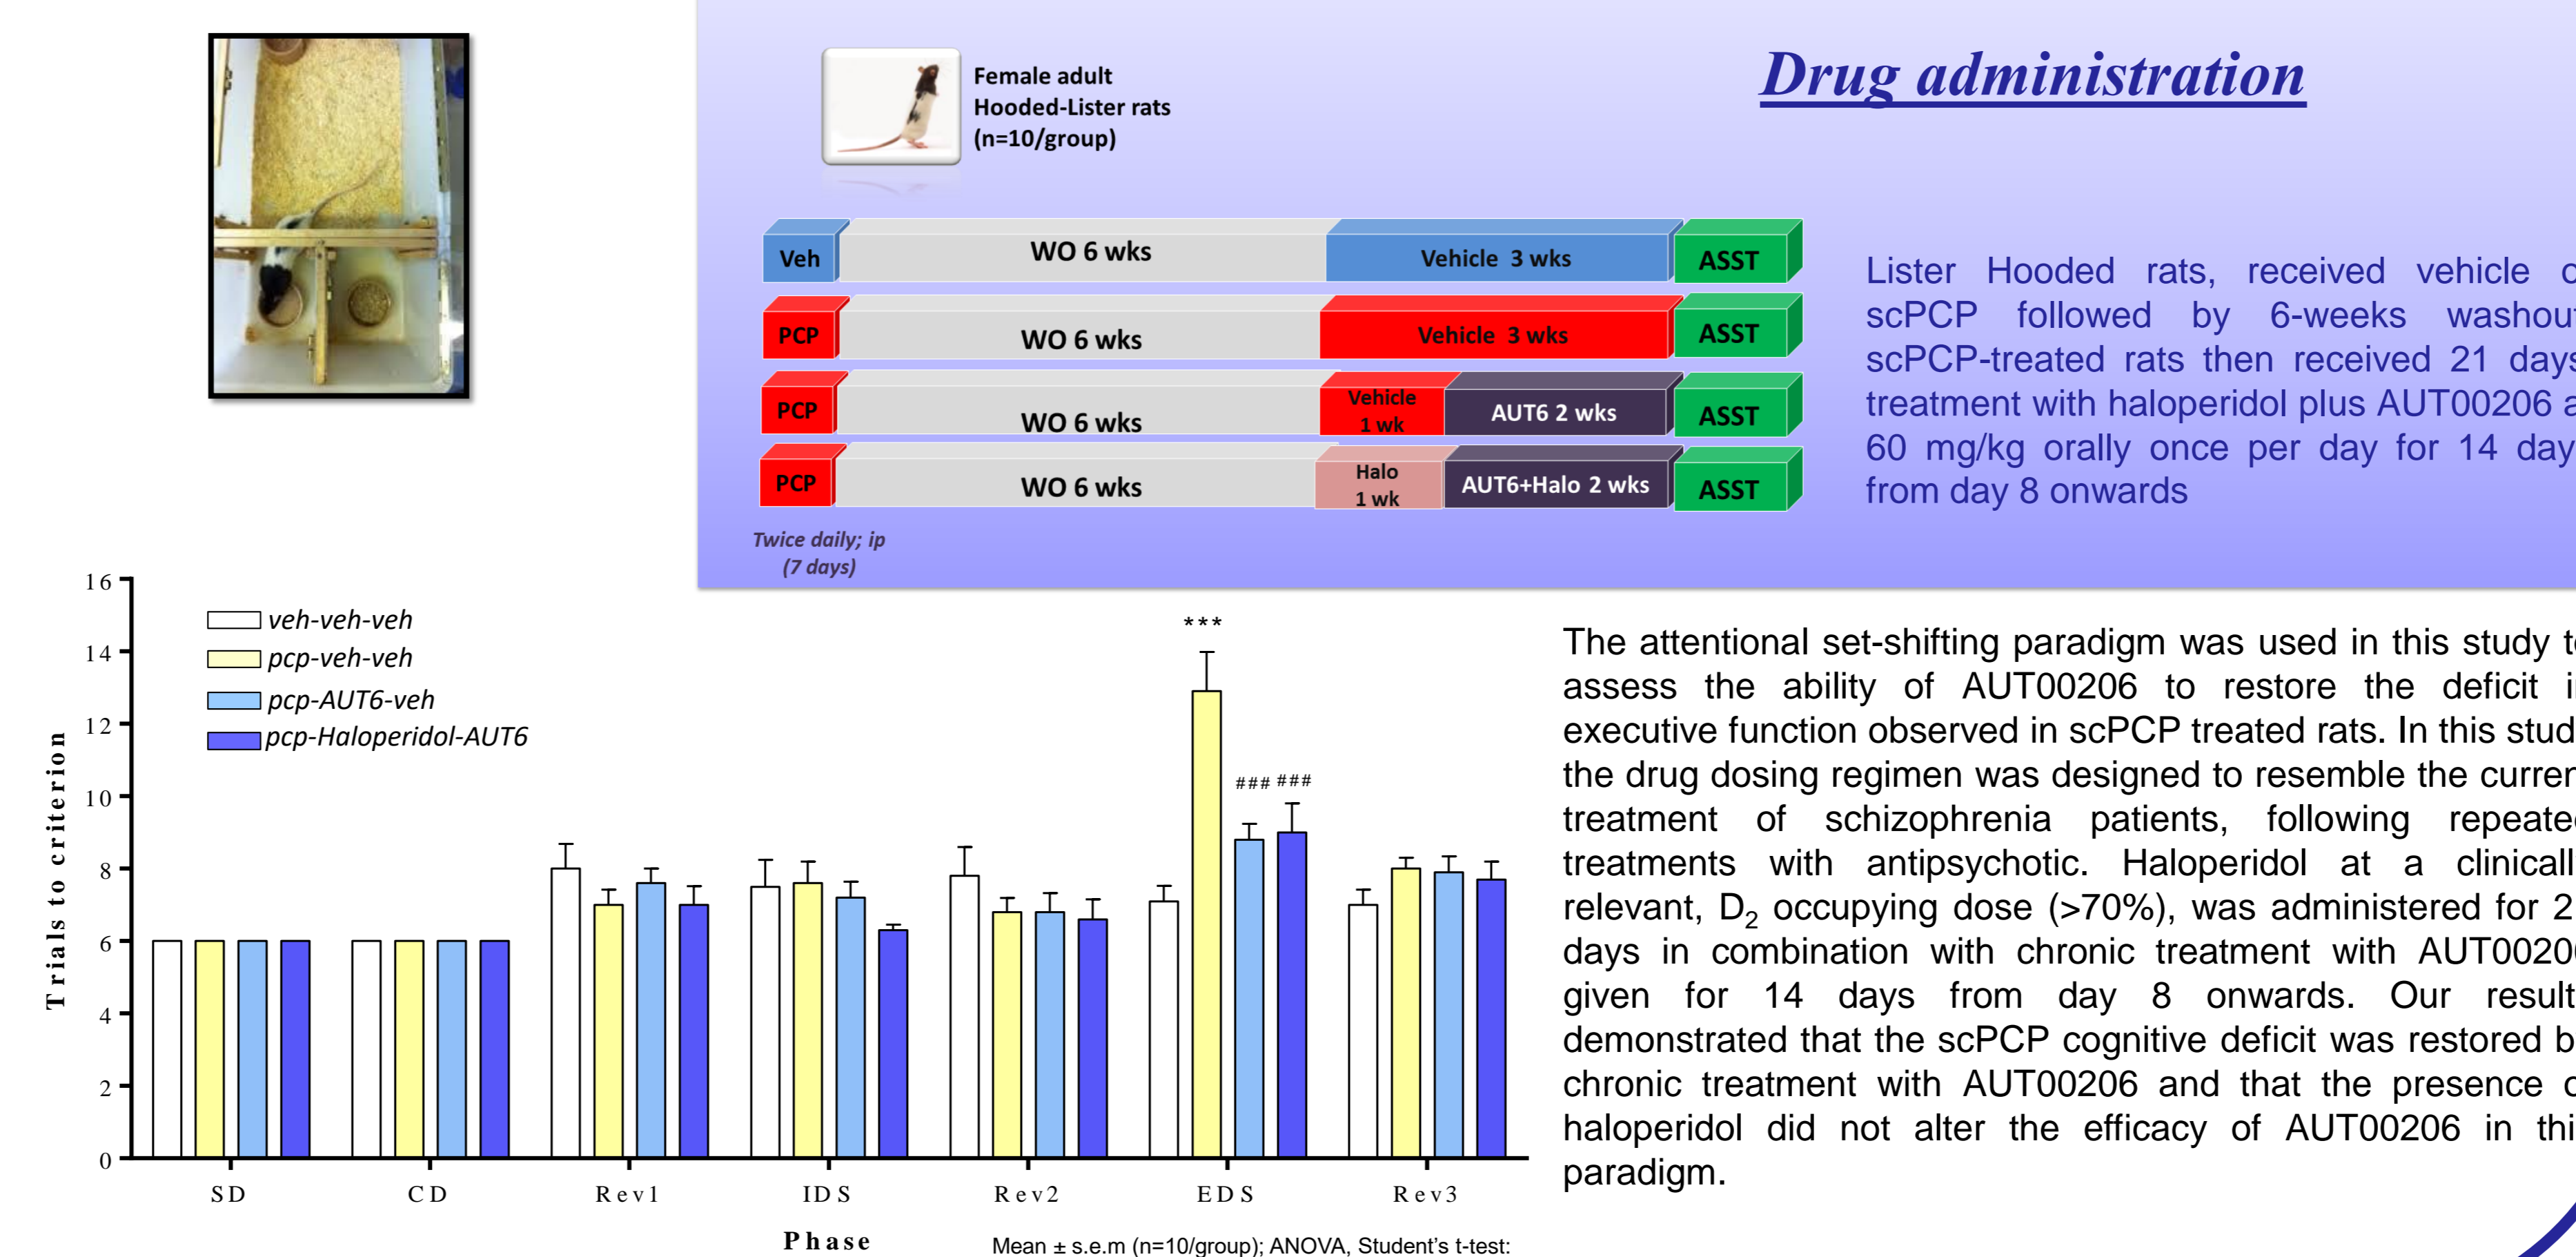 Drug administration
Female adult
Hooded-Lister rats
(n=10/group)
Veh
WO 6 wks
Vehicle 3 wks
ASST
PCP
WO 6 wks
Vehicle 3 wks
ASST
PCP
WO 6 wks
Vehicle
1 wk
AUT6 2 wks
ASST
PCP
WO 6 wks
Halo
1 wk
AUT6+Halo 2 wks
ASST
Twice daily; ip
(7 days)
Lister Hooded rats, received vehicle
scPCP followed by 6-weeks washout
scPCP-treated rats then received 21 days
treatment with haloperidol plus AUT00206
60 mg/kg orally once per day for 14 day
from day 8 onwards
16
14
12
10
8
6
4
2
0
Trials to criterion
veh-veh-veh
pcp-veh-veh
pcp-AUT6-veh
pcp-Haloperidol-AUT6
***
### ###
SD CD Rev1 IDS Rev2 EDS Rev3
Phase
Mean ± s.e.m (n=10/group); ANOVA, Student's t-test:
The attentional set-shifting paradigm was used in this study
assess the ability of AUT00206 to restore the deficit
executive function observed in scPCP treated rats. In this stud
the drug dosing regimen was designed to resemble the curren
treatment of schizophrenia patients, following repeated
treatments with antipsychotic. Haloperidol at a clinicall
relevant, D₂ occupying dose (>70%), was administered for 2
days in combination with chronic treatment with AUT00206
given for 14 days from day 8 onwards. Our result
demonstrated that the scPCP cognitive deficit was restored
chronic treatment with AUT00206 and that the presence
haloperidol did not alter the efficacy of AUT00206 in thi
paradigm.